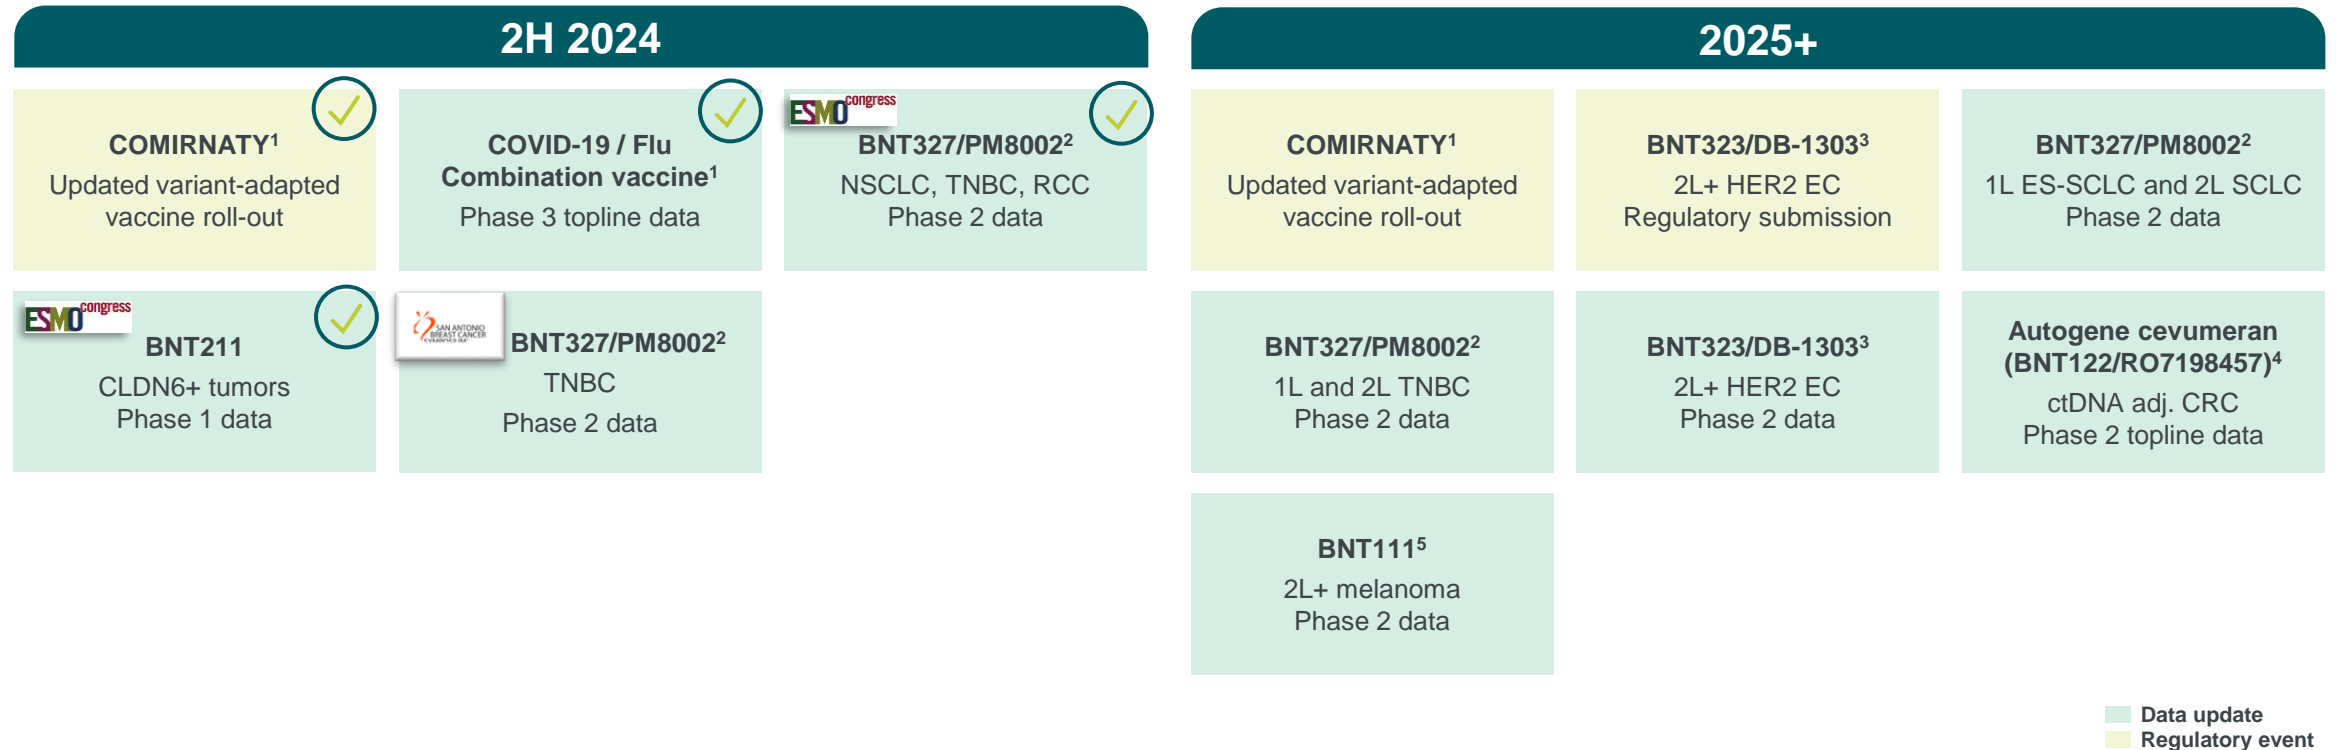 2H 2024
COMIRNATY¹
Updated variant-adapted
vaccine roll-out
COVID-19 / Flu
Combination vaccine¹
Phase 3 topline data
ESMO congress
BNT327/PM8002²
NSCLC, TNBC, RCC
Phase 2 data
ESMO congress
BNT211
CLDN6+ tumors
Phase 1 data
SAN ANTONIO
BREAST CANCER
BNT327/PM8002²
TNBC
Phase 2 data
2025+
COMIRNATY¹
Updated variant-adapted
vaccine roll-out
BNT323/DB-1303³
2L+ HER2 EC
Regulatory submission
BNT327/PM8002²
1L ES-SCLC and 2L SCLC
Phase 2 data
BNT327/PM8002²
1L and 2L TNBC
Phase 2 data
BNT323/DB-1303³
2L+ HER2 EC
Phase 2 data
Autogene cevumeran
(BNT122/RO7198457)⁴
ctDNA adj. CRC
Phase 2 topline data
BNT111⁵
2L+ melanoma
Phase 2 data
Data update
Regulatory event